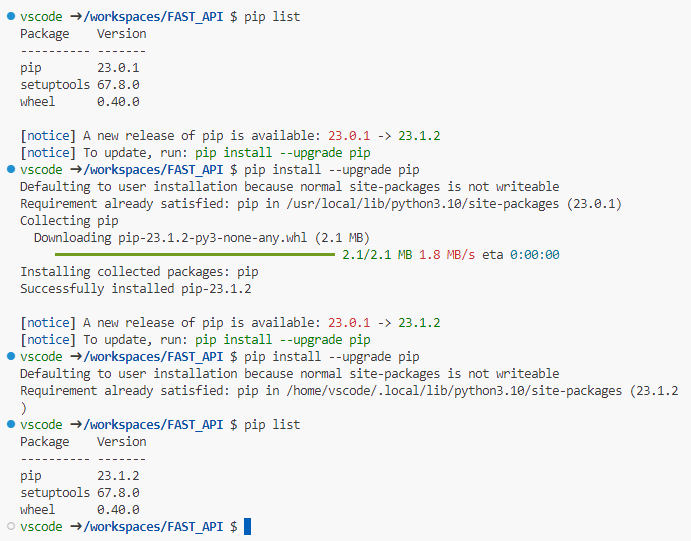 vscode ➜/workspaces/FAST_API $ pip list
Package    Version
---------- -------
pip        23.0.1
setuptools 67.8.0
wheel      0.40.0
[notice] A new release of pip is available: 23.0.1 -> 23.1.2
[notice] To update, run: pip install --upgrade pip
vscode ➜/workspaces/FAST_API $ pip install --upgrade pip
Defaulting to user installation because normal site-packages is not writeable
Requirement already satisfied: pip in /usr/local/lib/python3.10/site-packages (23.0.1)
Collecting pip
  Downloading pip-23.1.2-py3-none-any.whl (2.1 MB)
2.1/2.1 MB 1.8 MB/s eta 0:00:00
Installing collected packages: pip
Successfully installed pip-23.1.2
[notice] A new release of pip is available: 23.0.1 -> 23.1.2
[notice] To update, run: pip install --upgrade pip
vscode ➜/workspaces/FAST_API $ pip install --upgrade pip
Defaulting to user installation because normal site-packages is not writeable
Requirement already satisfied: pip in /home/vscode/.local/lib/python3.10/site-packages (23.1.2
)
vscode ➜/workspaces/FAST_API $ pip list
Package    Version
---------- -------
pip        23.1.2
setuptools 67.8.0
wheel      0.40.0
vscode ➜/workspaces/FAST_API $